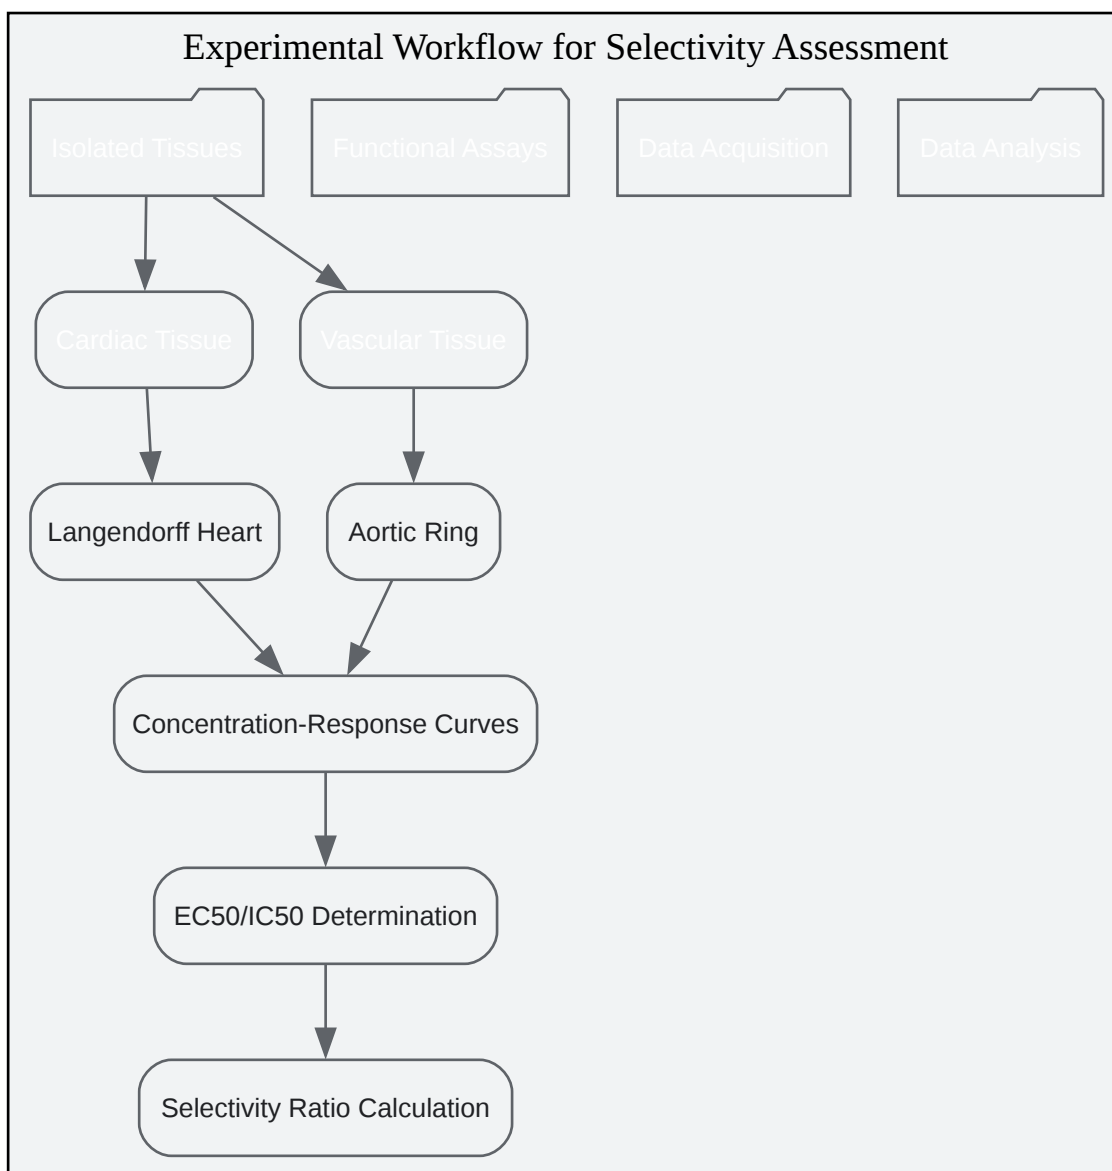 Experimental Workflow for Selectivity Assessment
Isolated Tissues
Functional Assays
Data Acquisition
Data Analysis
Cardiac Tissue
Vascular Tissue
Langendorff Heart
Aortic Ring
Concentration-Response Curves
EC50/IC50 Determination
Selectivity Ratio Calculation